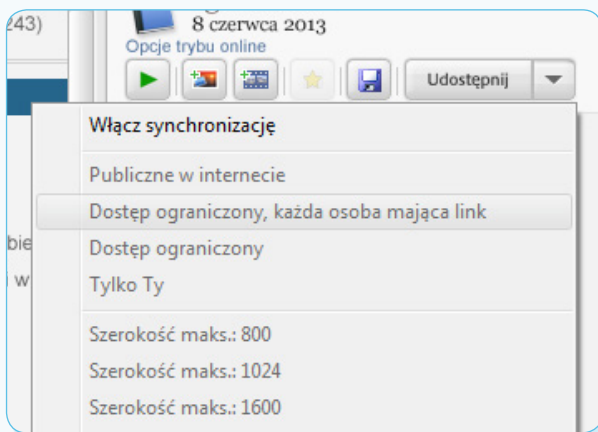 243)
8 czerwca 2013
Opcje trybu online
Udostępnij
Włącz synchronizację
Publiczne w internecie
Dostęp ograniczony, każda osoba mająca link
bie
Dostęp ograniczony
i w
Tylko Ty
Szerokość maks.: 800
Szerokość maks.: 1024
Szerokość maks.: 1600